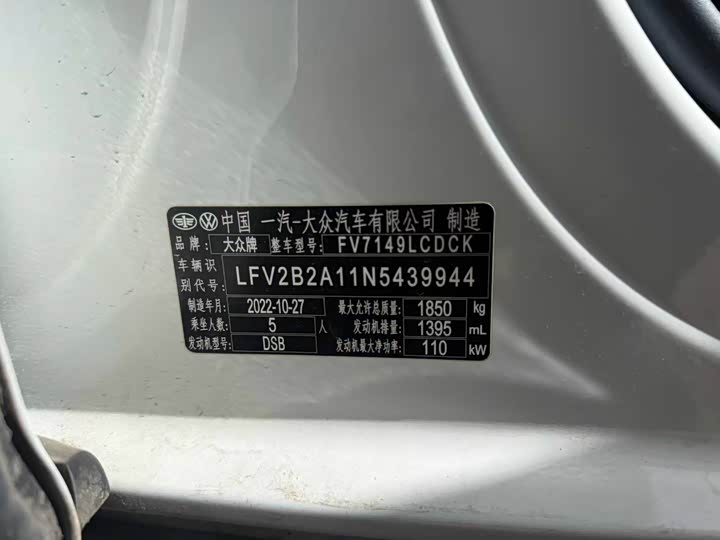 中国 一汽-大众汽车有限公司 制造
品牌: 大众牌 整车型号: FV7149LCDCK
车辆识别代号: LFV2B2A11N5439944
制造年月: 2022-10-27 最大允许总质量: 1850 kg
乘坐人数: 5 人 发动机排量: 1395 mL
发动机型号: DSB 发动机最大净功率: 110 kW